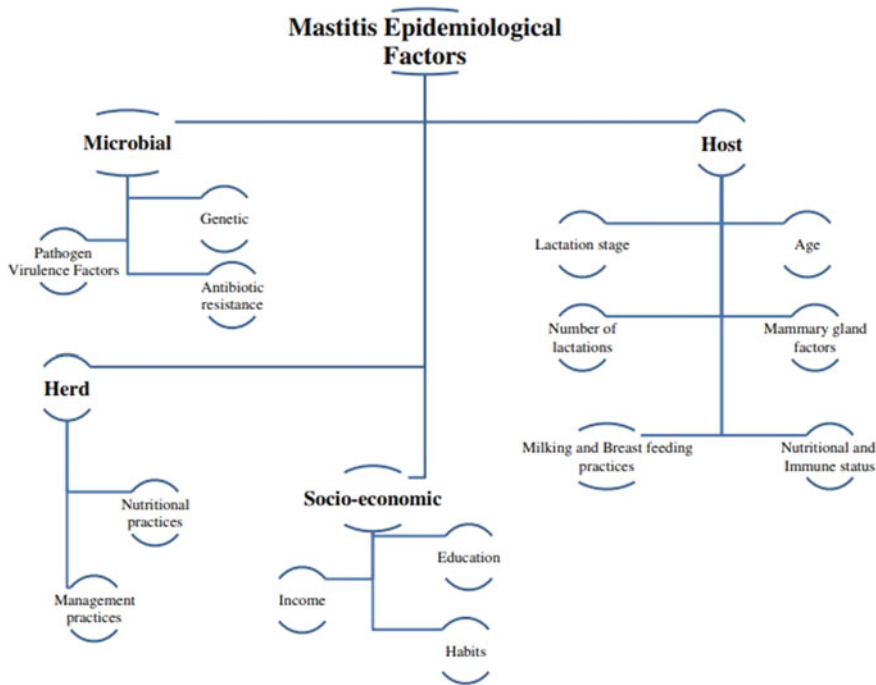 Mastitis Epidemiological
Factors
Microbial
Genetic
Pathogen
Virulence Factors
Antibiotic
resistance
Host
Lactation stage
Age
Number of
lactations
Mammary gland
factors
Milking and Breast feeding
practices
Nutritional and
Immune status
Herd
Nutritional
practices
Management
practices
Socio-economic
Education
Income
Habits